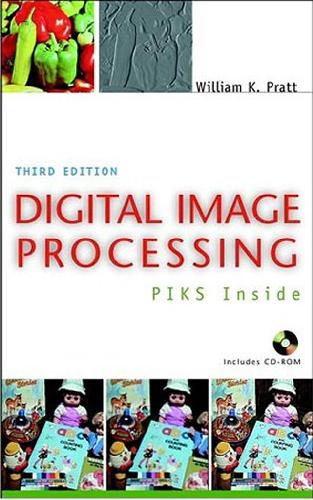 William K. Pratt
THIRD EDITION
DIGITAL IMAGE
PROCESSING
PIKS Inside
Includes CD-ROM